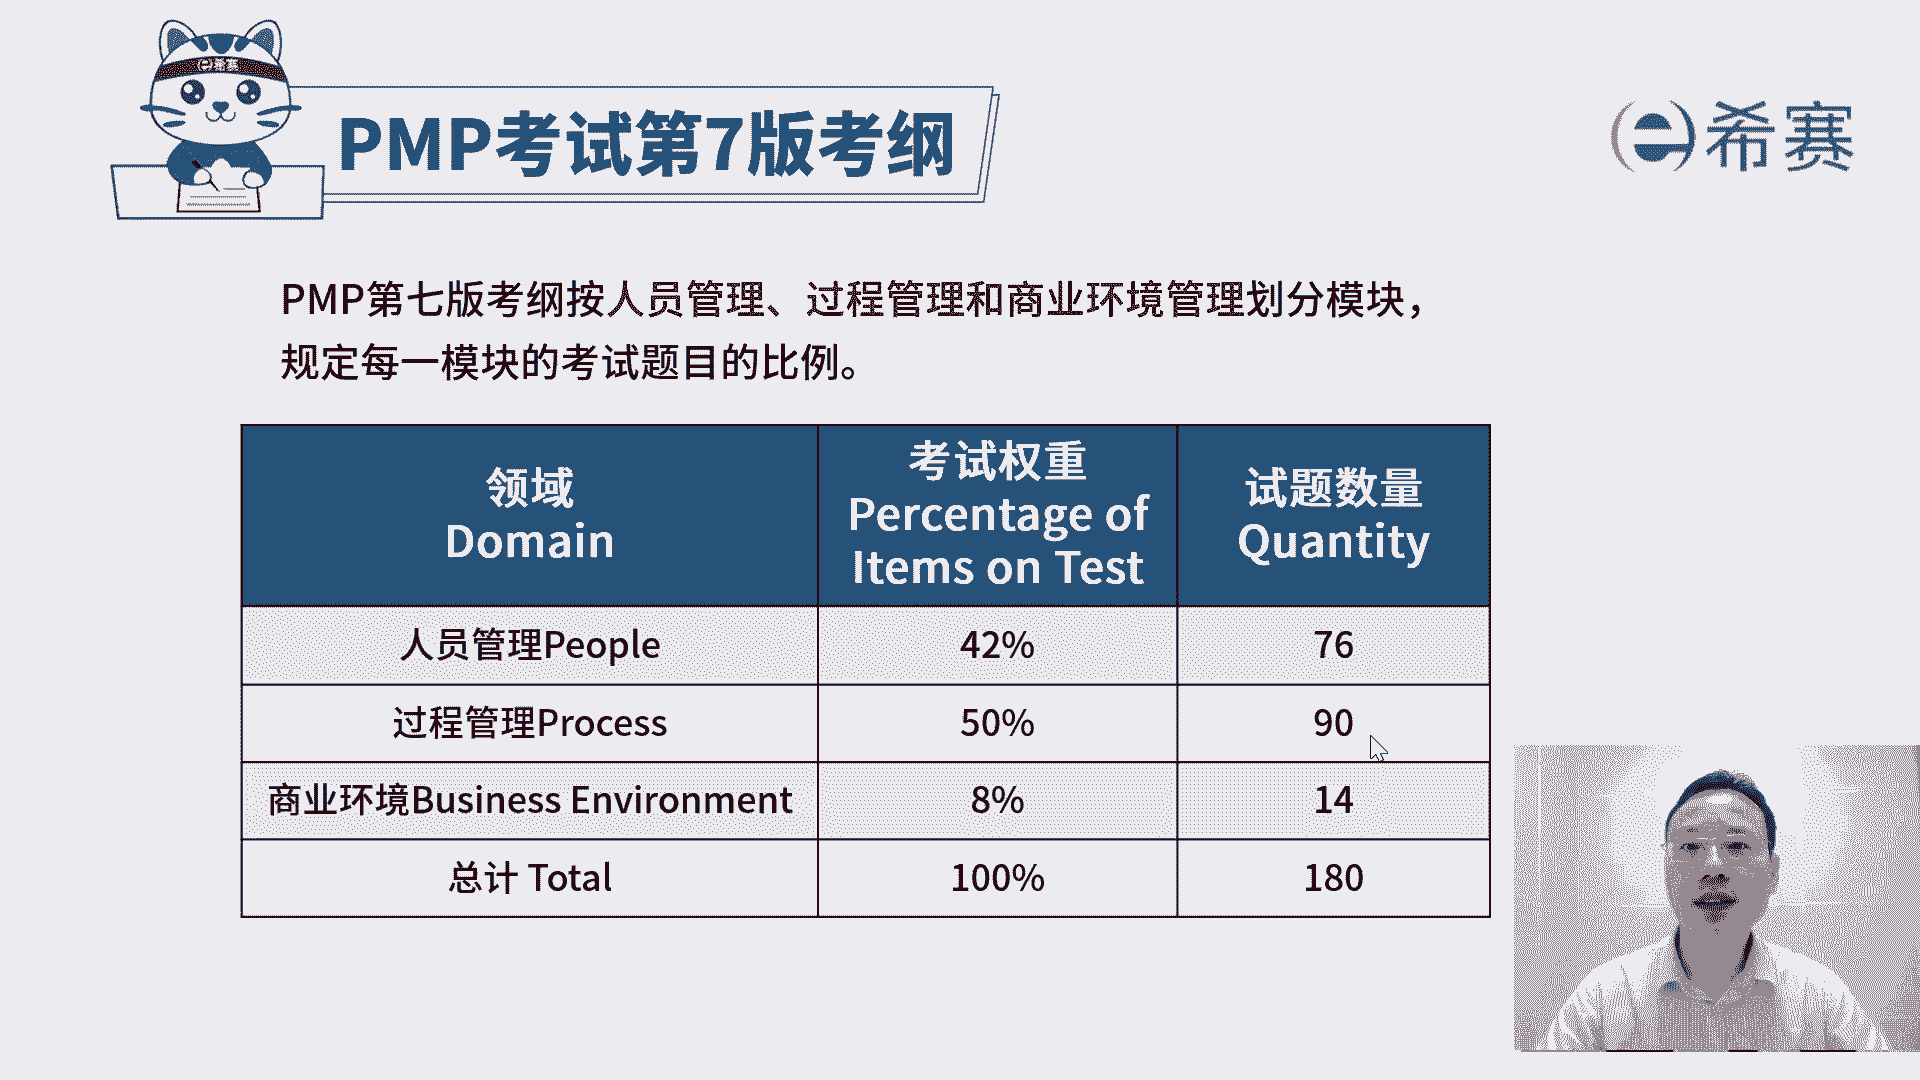 希赛
PMP考试第7版考纲
希赛
PMP第七版考纲按人员管理、过程管理和商业环境管理划分模块，
规定每一模块的考试题目的比例。
领域
Domain
考试权重
Percentage of
Items on Test
试题数量
Quantity
人员管理People
42%
76
过程管理Process
50%
90
商业环境Business Environment
8%
14
总计 Total
100%
180